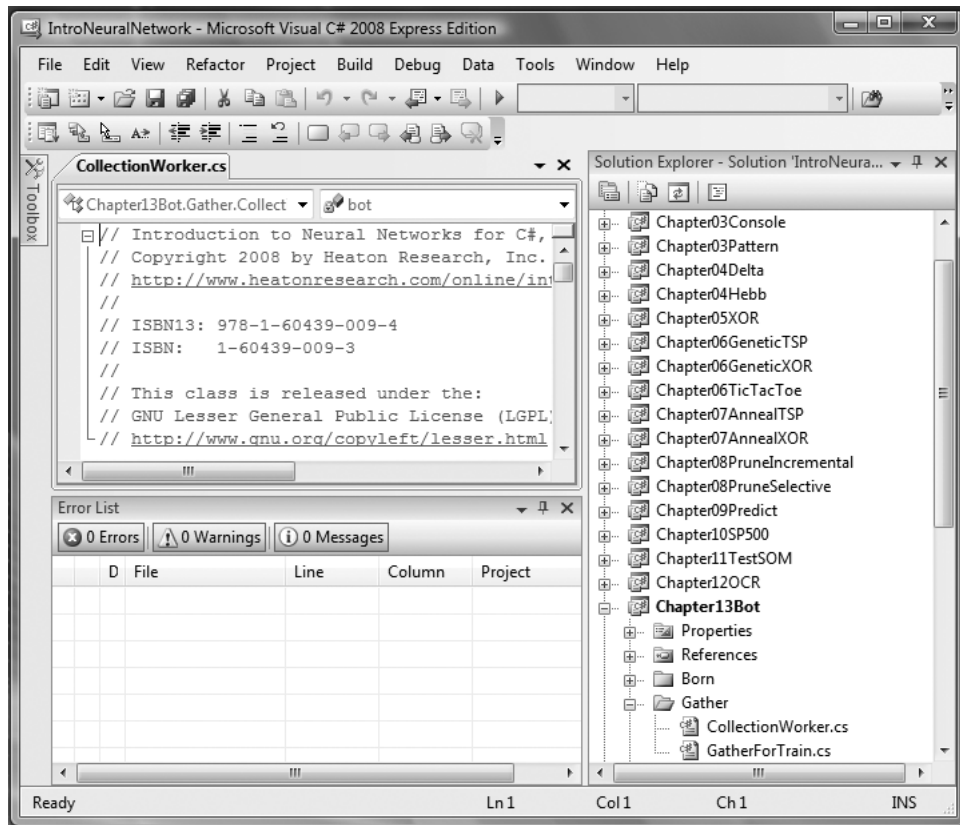 IntroNeuralNetwork - Microsoft Visual C# 2008 Express Edition
File Edit View Refactor Project Build Debug Data Tools Window Help
Toolbox
CollectionWorker.cs
Chapter13Bot.Gather.Collect bot
// Introduction to Neural Networks for C#,
// Copyright 2008 by Heaton Research, Inc.
// http://www.heatonresearch.com/online/int
//
// ISBN13: 978-1-60439-009-4
// ISBN: 1-60439-009-3
//
// This class is released under the:
// GNU Lesser General Public License (LGPL)
// http://www.gnu.org/copyleft/lesser.html
Error List
0 Errors 0 Warnings 0 Messages
D File Line Column Project
Solution Explorer - Solution 'IntroNeura...
Chapter03Console
Chapter03Pattern
Chapter04Delta
Chapter04Hebb
Chapter05XOR
Chapter06GeneticTSP
Chapter06GeneticXOR
Chapter06TicTacToe
Chapter07AnnealTSP
Chapter07AnnealXOR
Chapter08PruneIncremental
Chapter08PruneSelective
Chapter09Predict
Chapter10SP500
Chapter11TestSOM
Chapter12OCR
Chapter13Bot
Properties
References
Born
Gather
CollectionWorker.cs
GatherForTrain.cs
Ready Ln 1 Col 1 Ch 1 INS